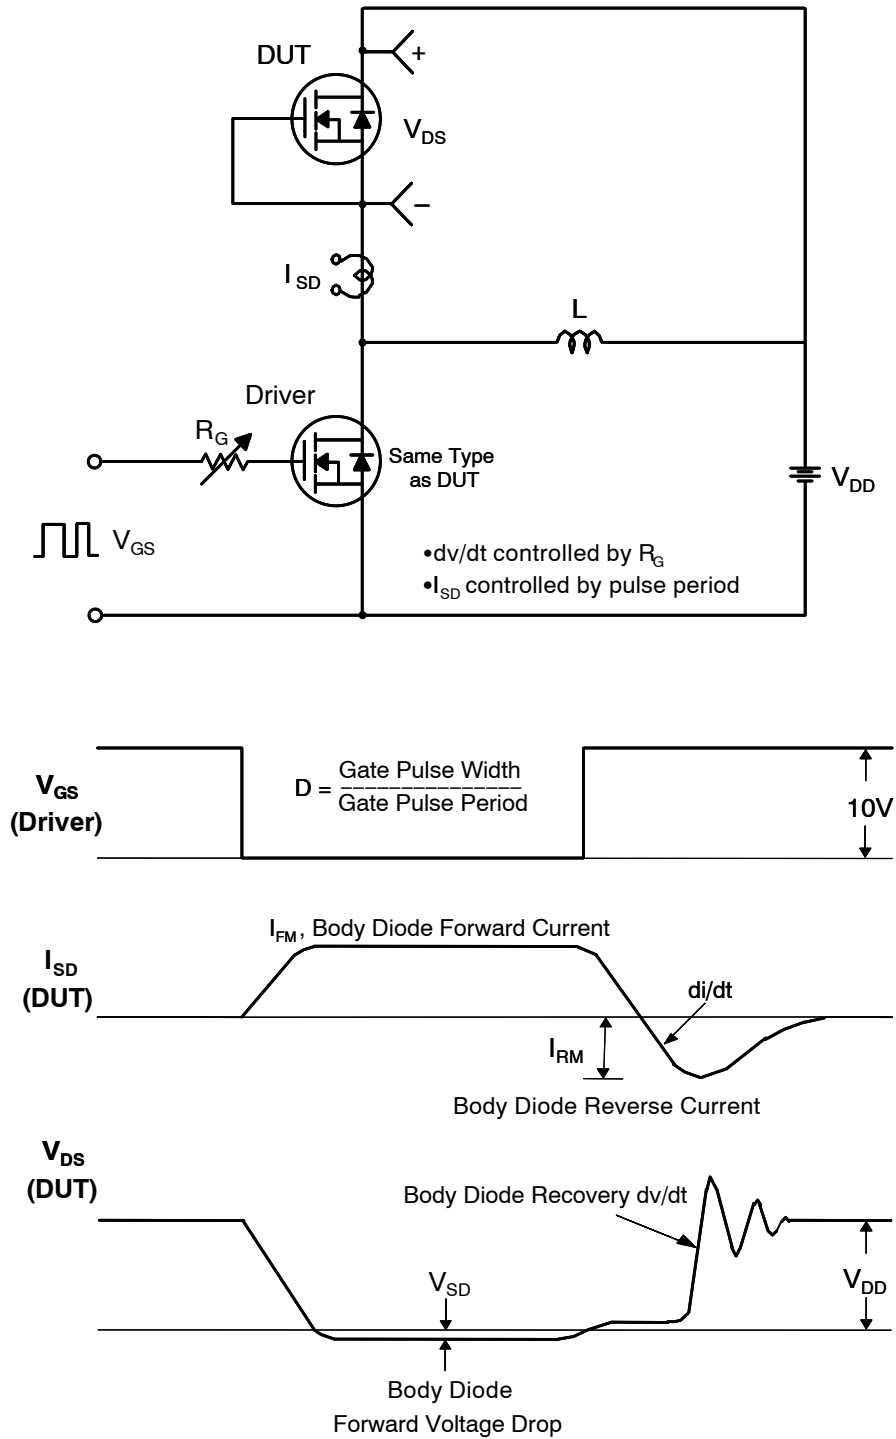 DUT
+
V_DS
−
I_SD
L
Driver
R_G
Same Type
as DUT
V_DD
V_GS
•dv/dt controlled by R_G
•I_SD controlled by pulse period
V_GS
(Driver)
D = Gate Pulse Width
Gate Pulse Period
10V
I_FM, Body Diode Forward Current
I_SD
(DUT)
di/dt
I_RM
Body Diode Reverse Current
V_DS
(DUT)
Body Diode Recovery dv/dt
V_SD
V_DD
Body Diode
Forward Voltage Drop